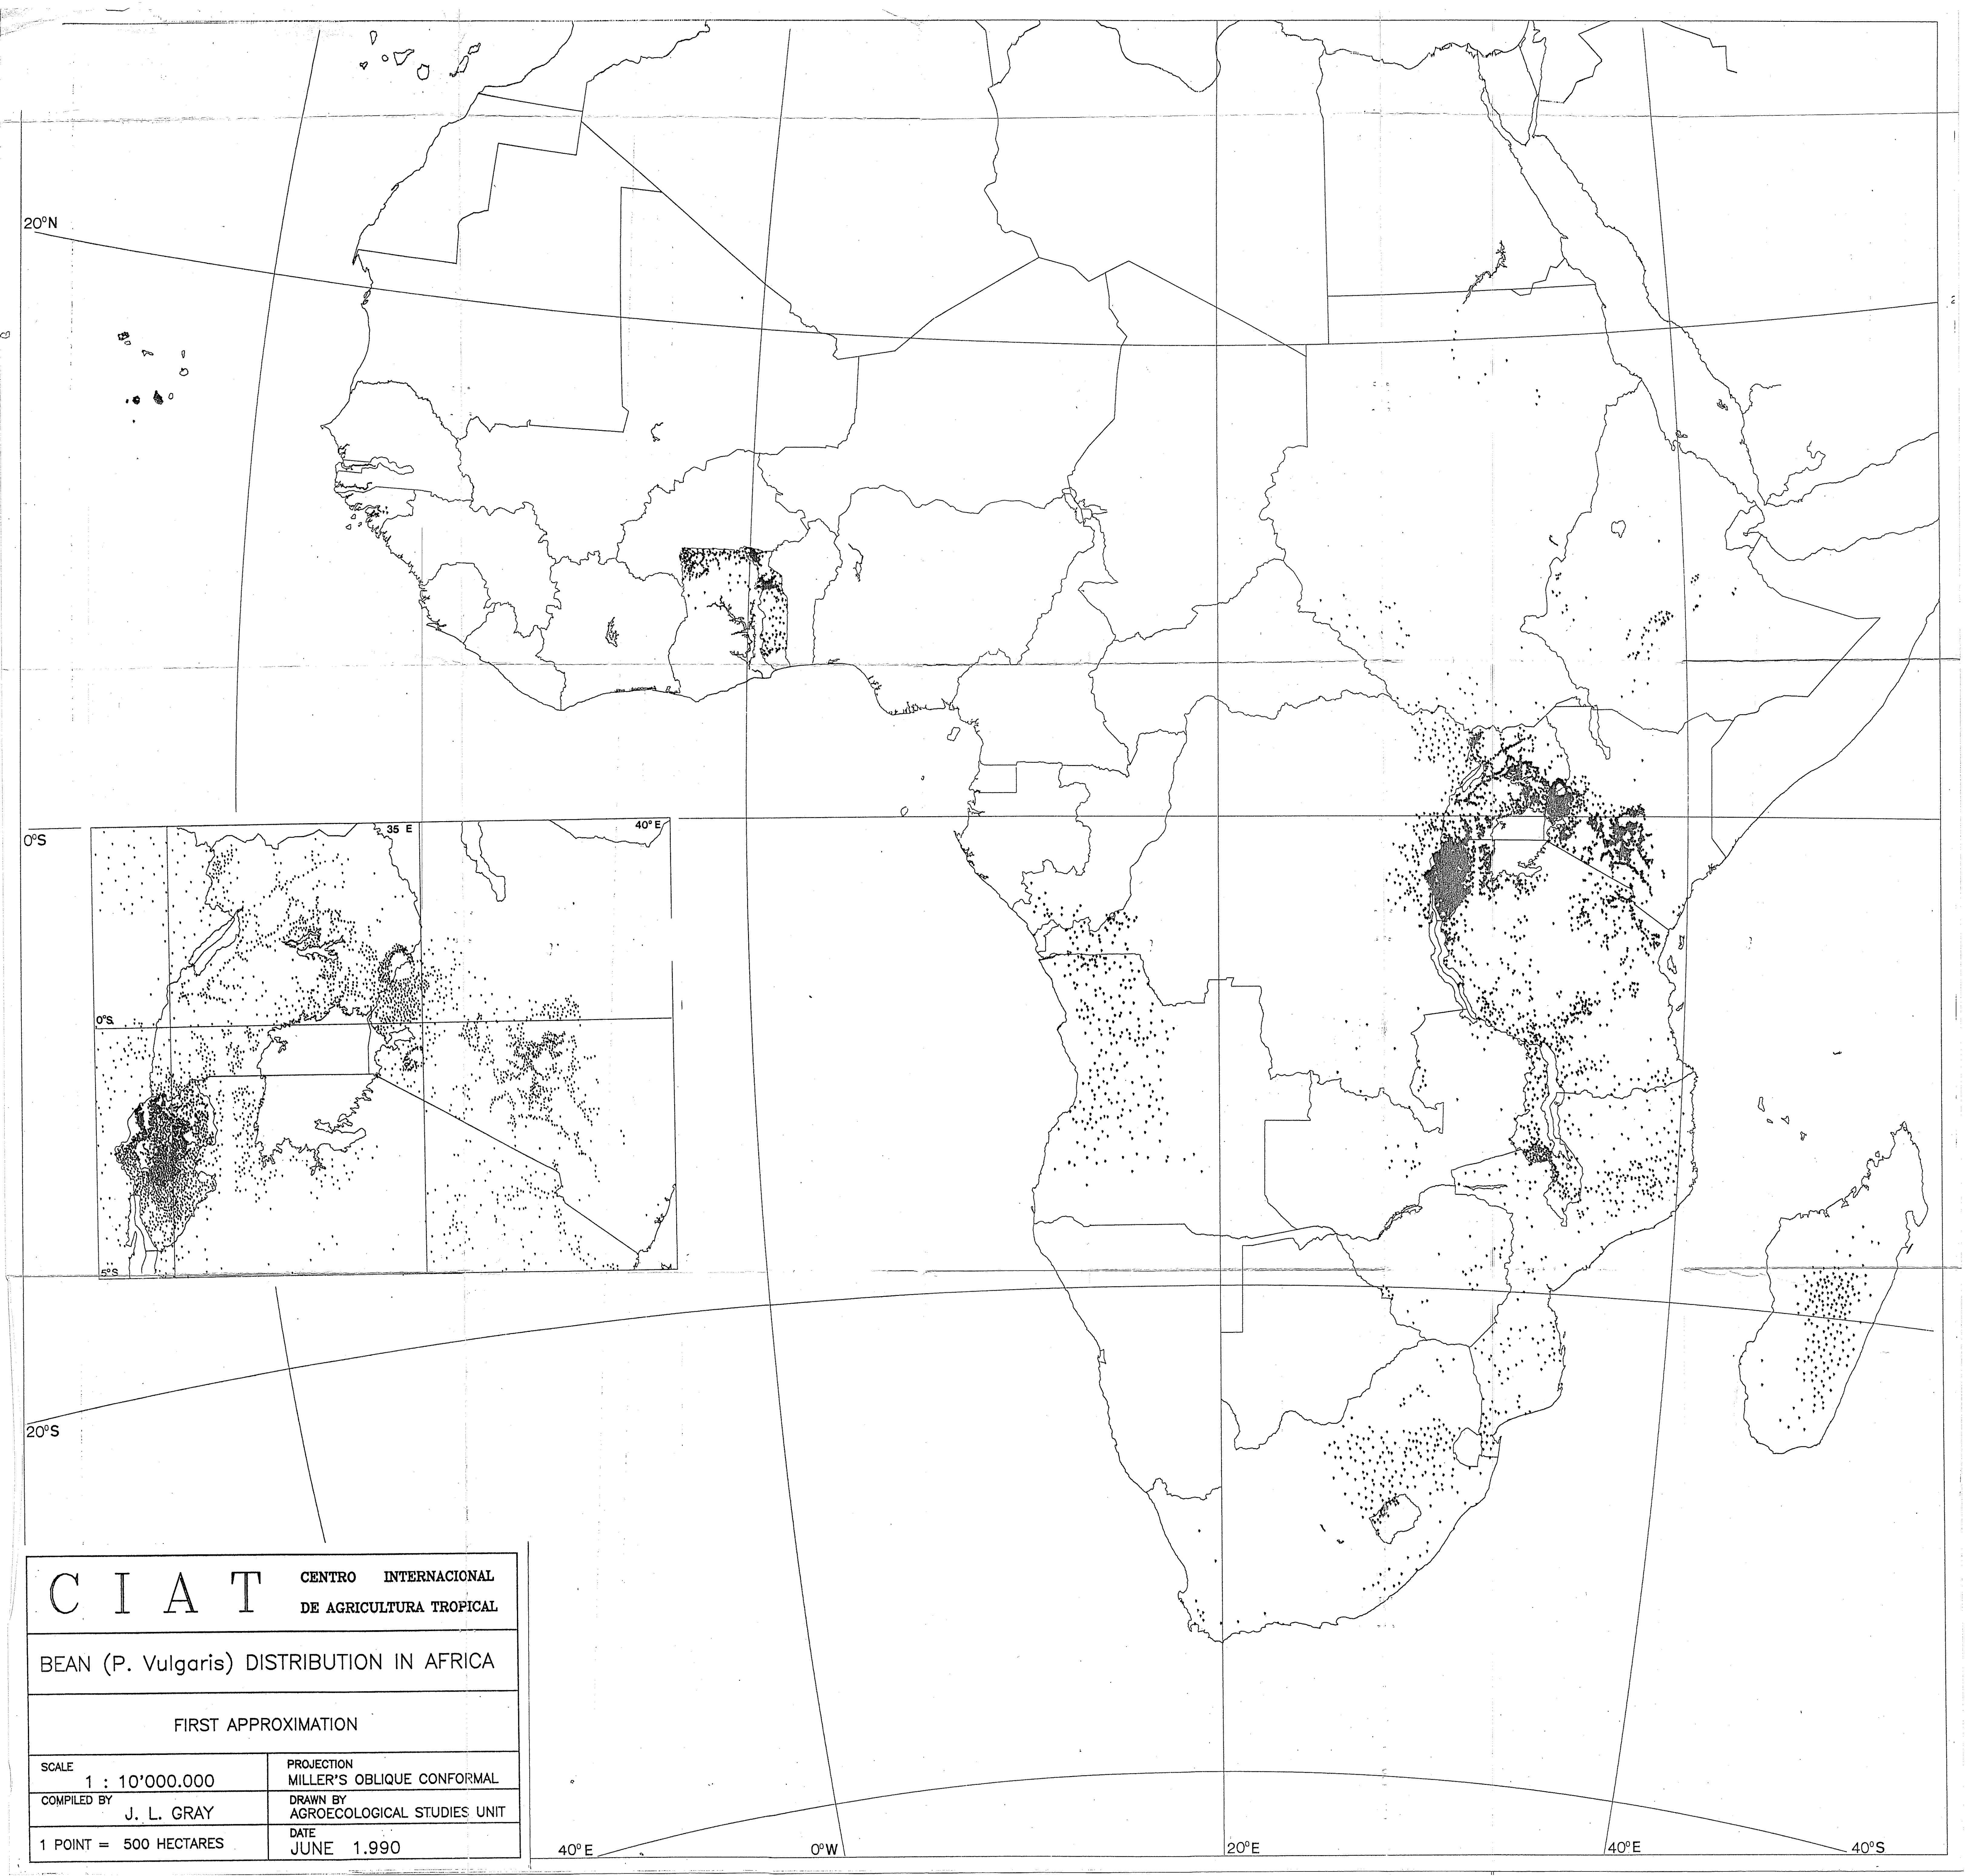 20°N
0°S
35 E
40° E
0°S
5°S
20°S
C I A T
CENTRO INTERNACIONAL
DE AGRICULTURA TROPICAL
BEAN (P. Vulgaris) DISTRIBUTION IN AFRICA
FIRST APPROXIMATION
SCALE
1 : 10'000.000
PROJECTION
MILLER'S OBLIQUE CONFORMAL
COMPILED BY
J. L. GRAY
DRAWN BY
AGROECOLOGICAL STUDIES UNIT
1 POINT = 500 HECTARES
DATE
JUNE 1.990
40° E
0°W
20°E
40°E
40°S